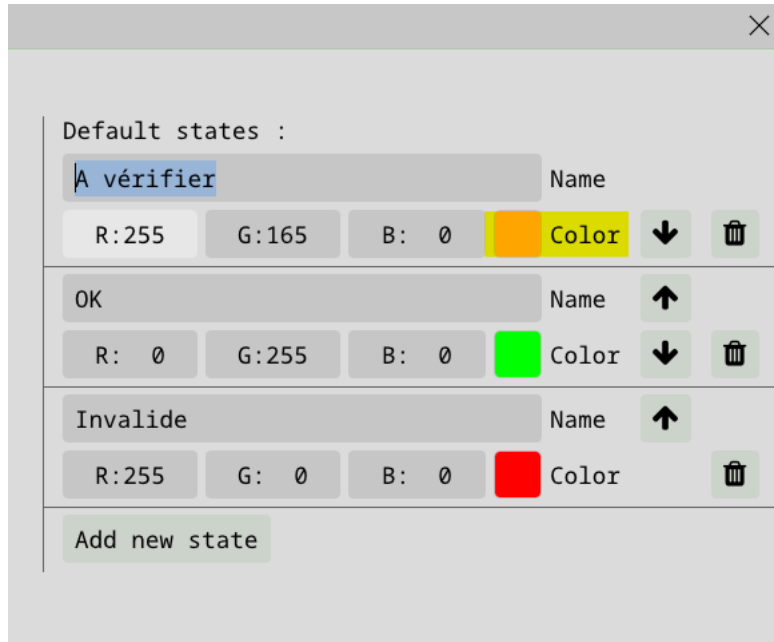 Default states :
A vérifier Name
R:255 G:165 B: 0 Color
OK Name
R: 0 G:255 B: 0 Color
Invalide Name
R:255 G: 0 B: 0 Color
Add new state